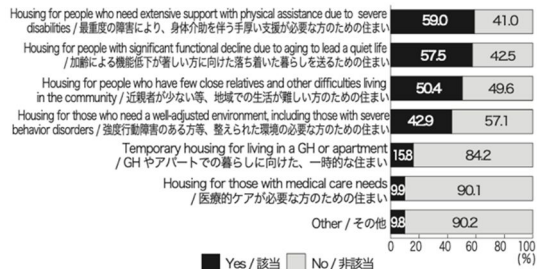 Housing for people who need extensive support with physical assistance due to severe
disabilities / 最重度の障害により、身体介助を伴う手厚い支援が必要な方のための住まい
59.0 41.0
Housing for people with significant functional decline due to aging to lead a quiet life
/ 加齢による機能低下が著しい方に向けた落ち着いた暮らしを送るための住まい
57.5 42.5
Housing for people who have few close relatives and other difficulties living
in the community / 近親者が少ない等、地域での生活が難しい方のための住まい
50.4 49.6
Housing for those who need a well-adjusted environment, including those with severe
behavior disorders / 強度行動障害のある方等、整えられた環境の必要な方のための住まい
42.9 57.1
Temporary housing for living in a GH or apartment
/ GH やアパートでの暮らしに向けた、一時的な住まい
15.8 84.2
Housing for those with medical care needs
/ 医療的ケアが必要な方のための住まい
9.9 90.1
Other / その他
9.8 90.2
0 20 40 60 80 100
(%)
Yes / 該当 No / 非該当